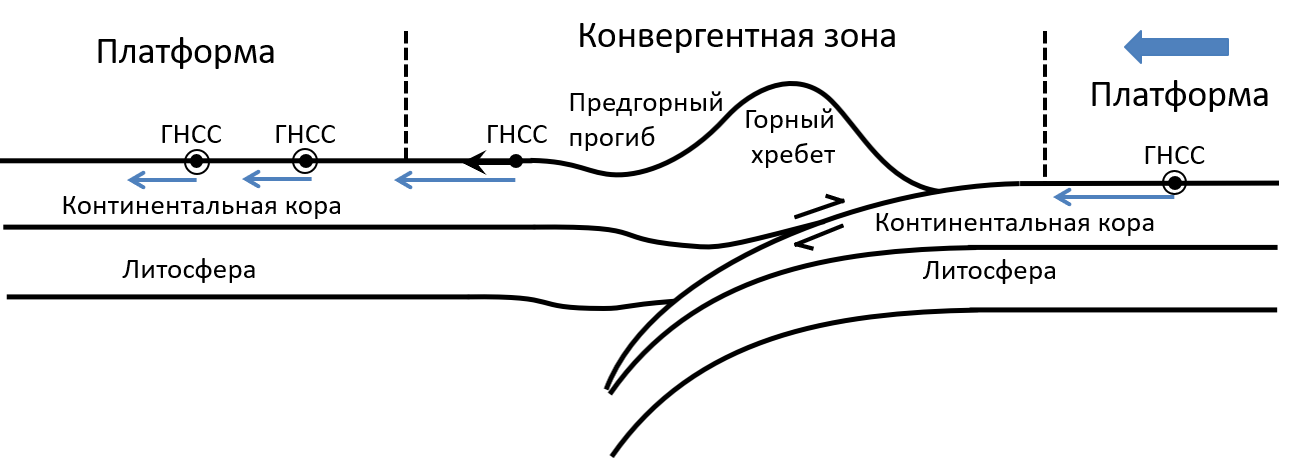 Платформа
Конвергентная зона
Платформа
Предгорный
прогиб
Горный
хребет
ГНСС
ГНСС
ГНСС
ГНСС
Континентальная кора
Континентальная кора
Литосфера
Литосфера